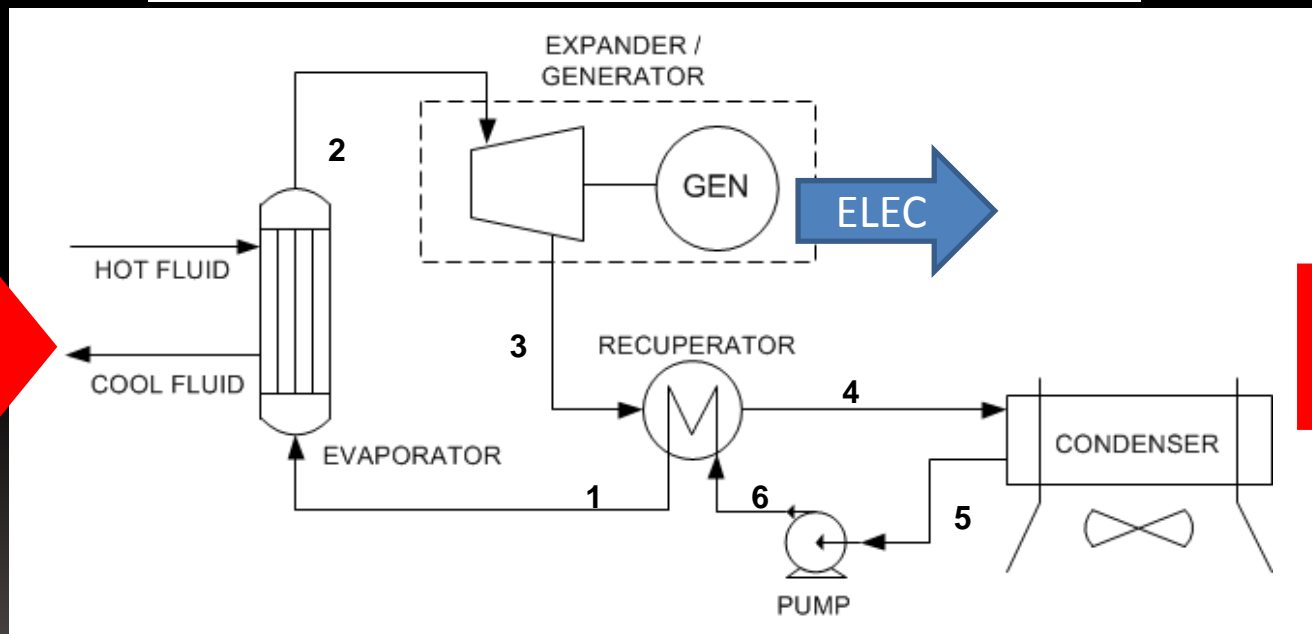 EXPANDER /
GENERATOR
2
GEN
ELEC
HOT FLUID
3
RECUPERATOR
COOL FLUID
4
CONDENSER
EVAPORATOR
1
6
5
PUMP